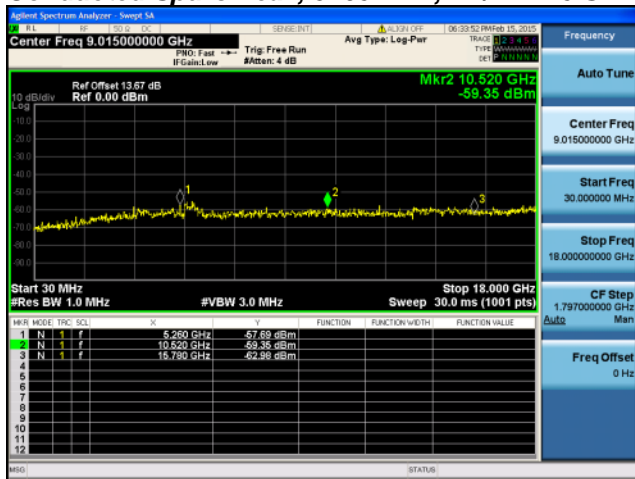 Agilent Spectrum Analyzer - Swept SA
RL RF 50 Ω DC SENSE:INT ALIGN OFF 06:33:52 PM Feb 15, 2015
Center Freq 9.015000000 GHz
PNO: Fast
IFGain:Low
Trig: Free Run
#Atten: 4 dB
Avg Type: Log-Pwr
TRACE 1 2 3 4 5 6
TYPE
DET P N N N N N
Ref Offset 13.67 dB
10 dB/div Ref 0.00 dBm
Log
Mkr2 10.520 GHz
-59.35 dBm
-10.0
-20.0
-30.0
-40.0
-50.0
-60.0
-70.0
-80.0
-90.0
1
2
3
Start 30 MHz Stop 18.000 GHz
#Res BW 1.0 MHz #VBW 3.0 MHz Sweep 30.0 ms (1001 pts)
MKR MODE TRC SCL X Y FUNCTION FUNCTION WIDTH FUNCTION VALUE
1 N 1 f 5.260 GHz -57.69 dBm
2 N 1 f 10.520 GHz -59.35 dBm
3 N 1 f 15.780 GHz -62.98 dBm
4
5
6
7
8
9
10
11
12
MSG STATUS
Frequency
Auto Tune
Center Freq
9.015000000 GHz
Start Freq
30.000000 MHz
Stop Freq
18.000000000 GHz
CF Step
1.797000000 GHz
Auto Man
Freq Offset
0 Hz